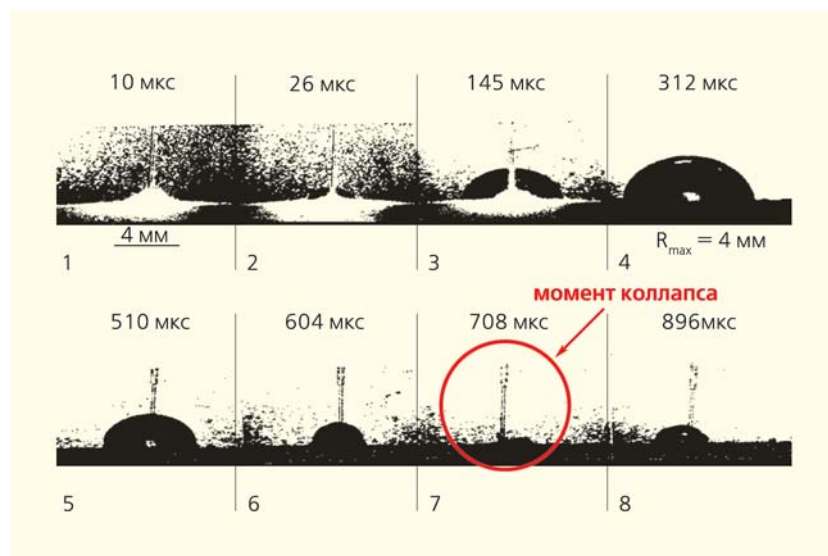 10 мкс
26 мкс
145 мкс
312 мкс
4 мм
R max = 4 мм
1
2
3
4
момент коллапса
510 мкс
604 мкс
708 мкс
896мкс
5
6
7
8